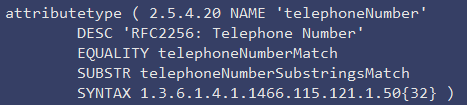 attributetype ( 2.5.4.20 NAME 'telephoneNumber'
DESC 'RFC2256: Telephone Number'
EQUALITY telephoneNumberMatch
SUBSTR telephoneNumberSubstringsMatch
SYNTAX 1.3.6.1.4.1.1466.115.121.1.50{32} )